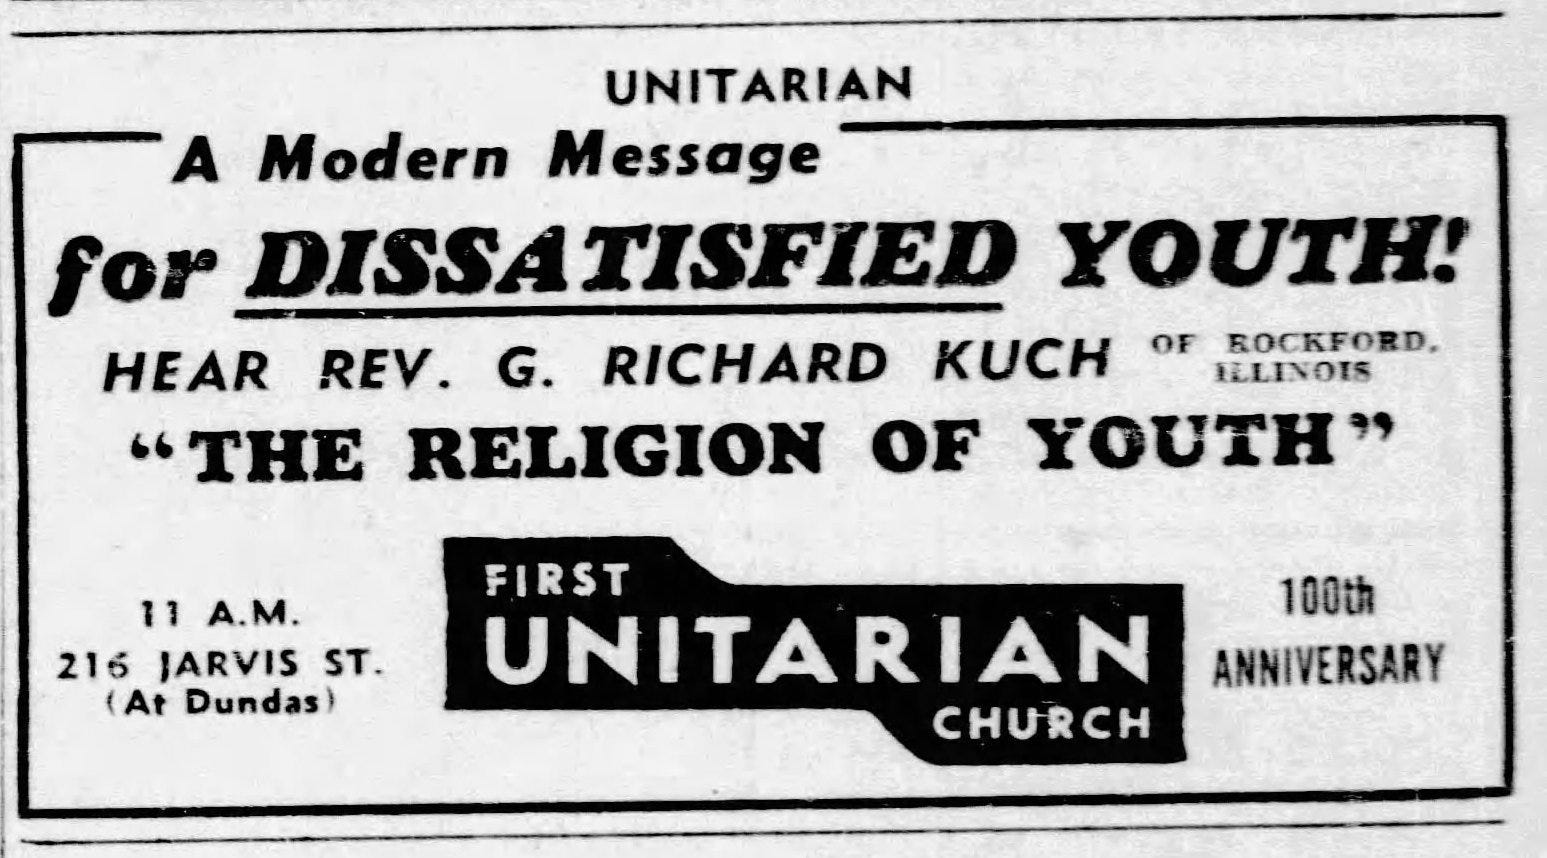 UNITARIAN
A Modern Message
for DISSATISFIED YOUTH!
HEAR REV. G. RICHARD KUCH OF ROCKFORD,
ILLINOIS
"THE RELIGION OF YOUTH"
11 A.M.
216 JARVIS ST.
(At Dundas)
FIRST
UNITARIAN
CHURCH
100th
ANNIVERSARY